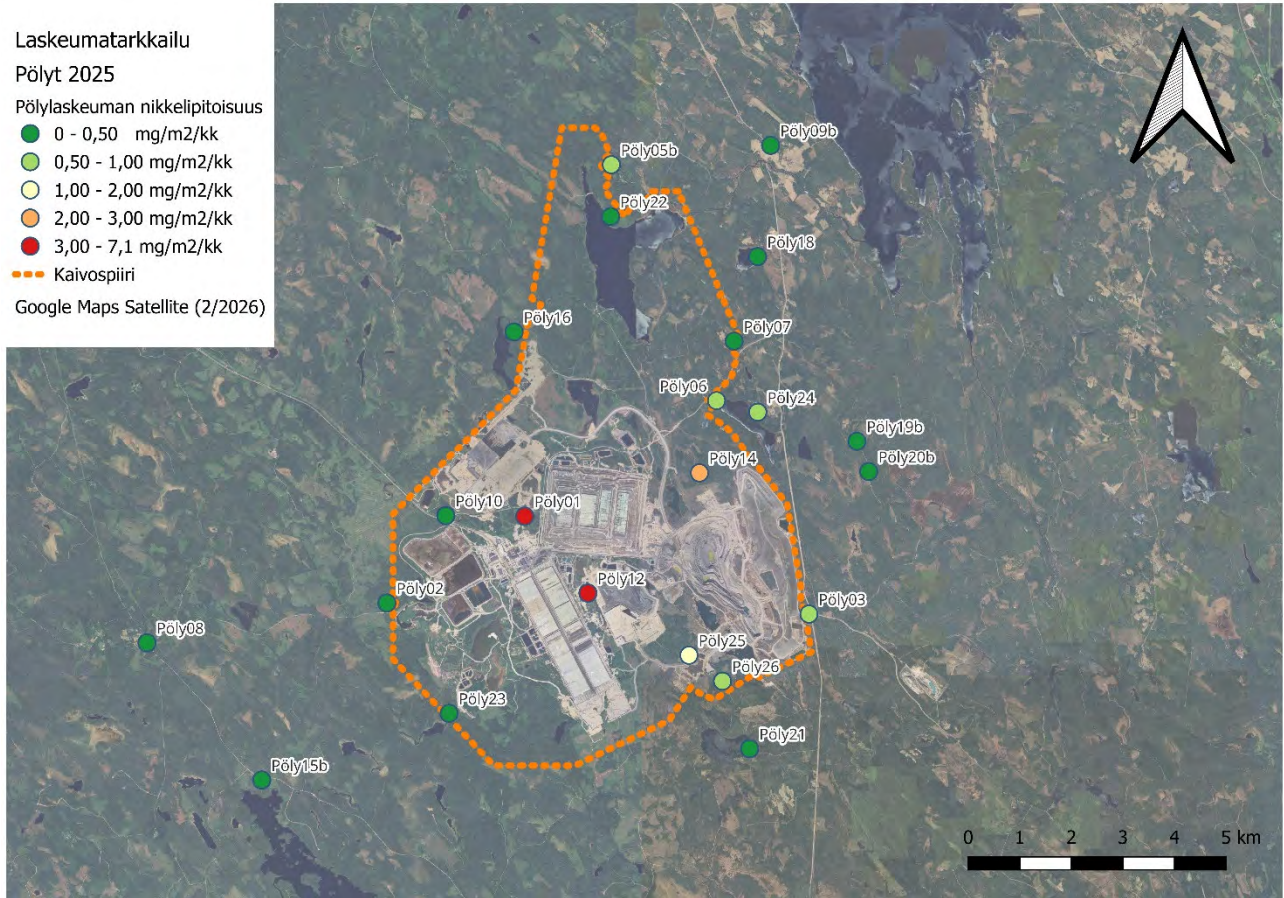 Laskeumatarkkailu
Pölyt 2025
Pölylaskeuman nikkelipitoisuus
0 - 0,50 mg/m2/kk
0,50 - 1,00 mg/m2/kk
1,00 - 2,00 mg/m2/kk
2,00 - 3,00 mg/m2/kk
3,00 - 7,1 mg/m2/kk
Kaivospiiri
Google Maps Satellite (2/2026)
Pöly09b
Pöly05b
Pöly22
Pöly18
Pöly16
Pöly07
Pöly06
Pöly24
Pöly19b
Pöly20b
Pöly14
Pöly10
Pöly01
Pöly12
Pöly02
Pöly03
Pöly08
Pöly25
Pöly26
Pöly23
Pöly21
Pöly15b
0 1 2 3 4 5 km